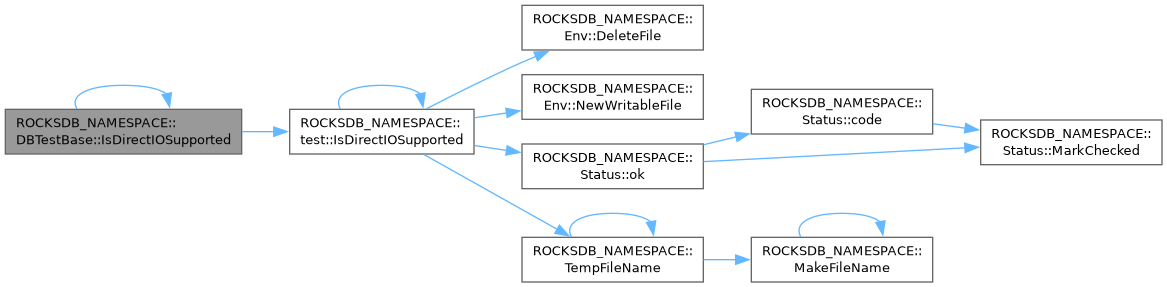 ROCKSDB_NAMESPACE::
DBTestBase::IsDirectIOSupported
ROCKSDB_NAMESPACE::
test::IsDirectIOSupported
ROCKSDB_NAMESPACE::
Env::DeleteFile
ROCKSDB_NAMESPACE::
Env::NewWritableFile
ROCKSDB_NAMESPACE::
Status::ok
ROCKSDB_NAMESPACE::
Status::code
ROCKSDB_NAMESPACE::
Status::MarkChecked
ROCKSDB_NAMESPACE::
TempFileName
ROCKSDB_NAMESPACE::
MakeFileName